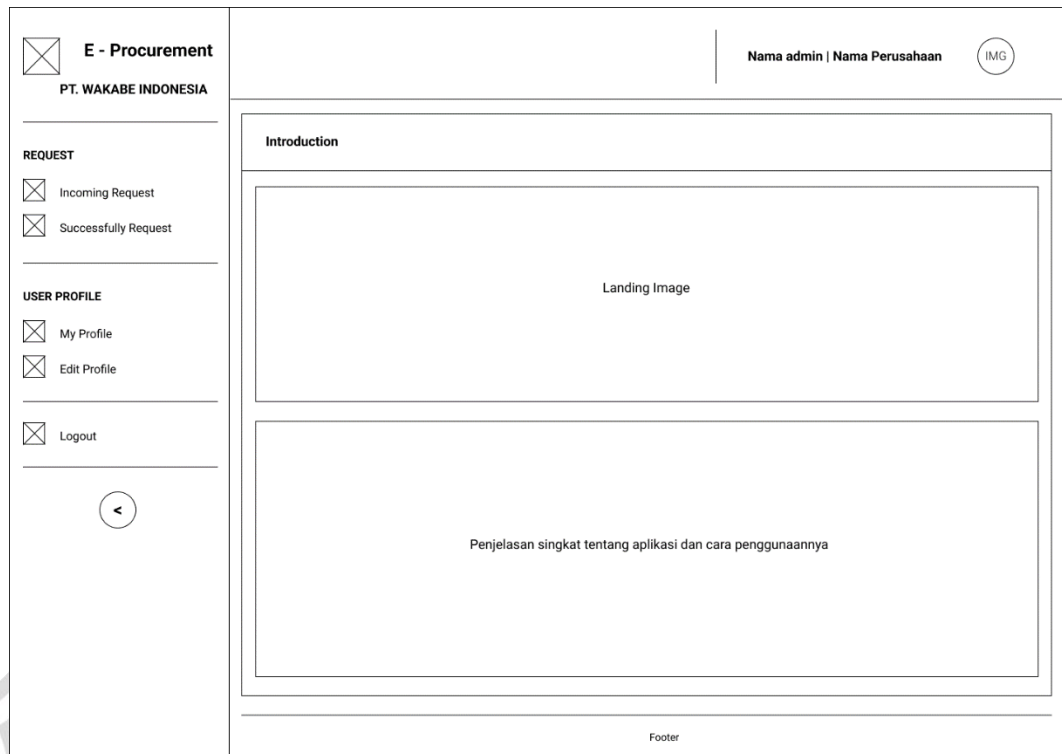 E - Procurement
PT. WAKABE INDONESIA
REQUEST
Incoming Request
Successfully Request
USER PROFILE
My Profile
Edit Profile
Logout
<
Nama admin | Nama Perusahaan
IMG
Introduction
Landing Image
Penjelasan singkat tentang aplikasi dan cara penggunaannya
Footer